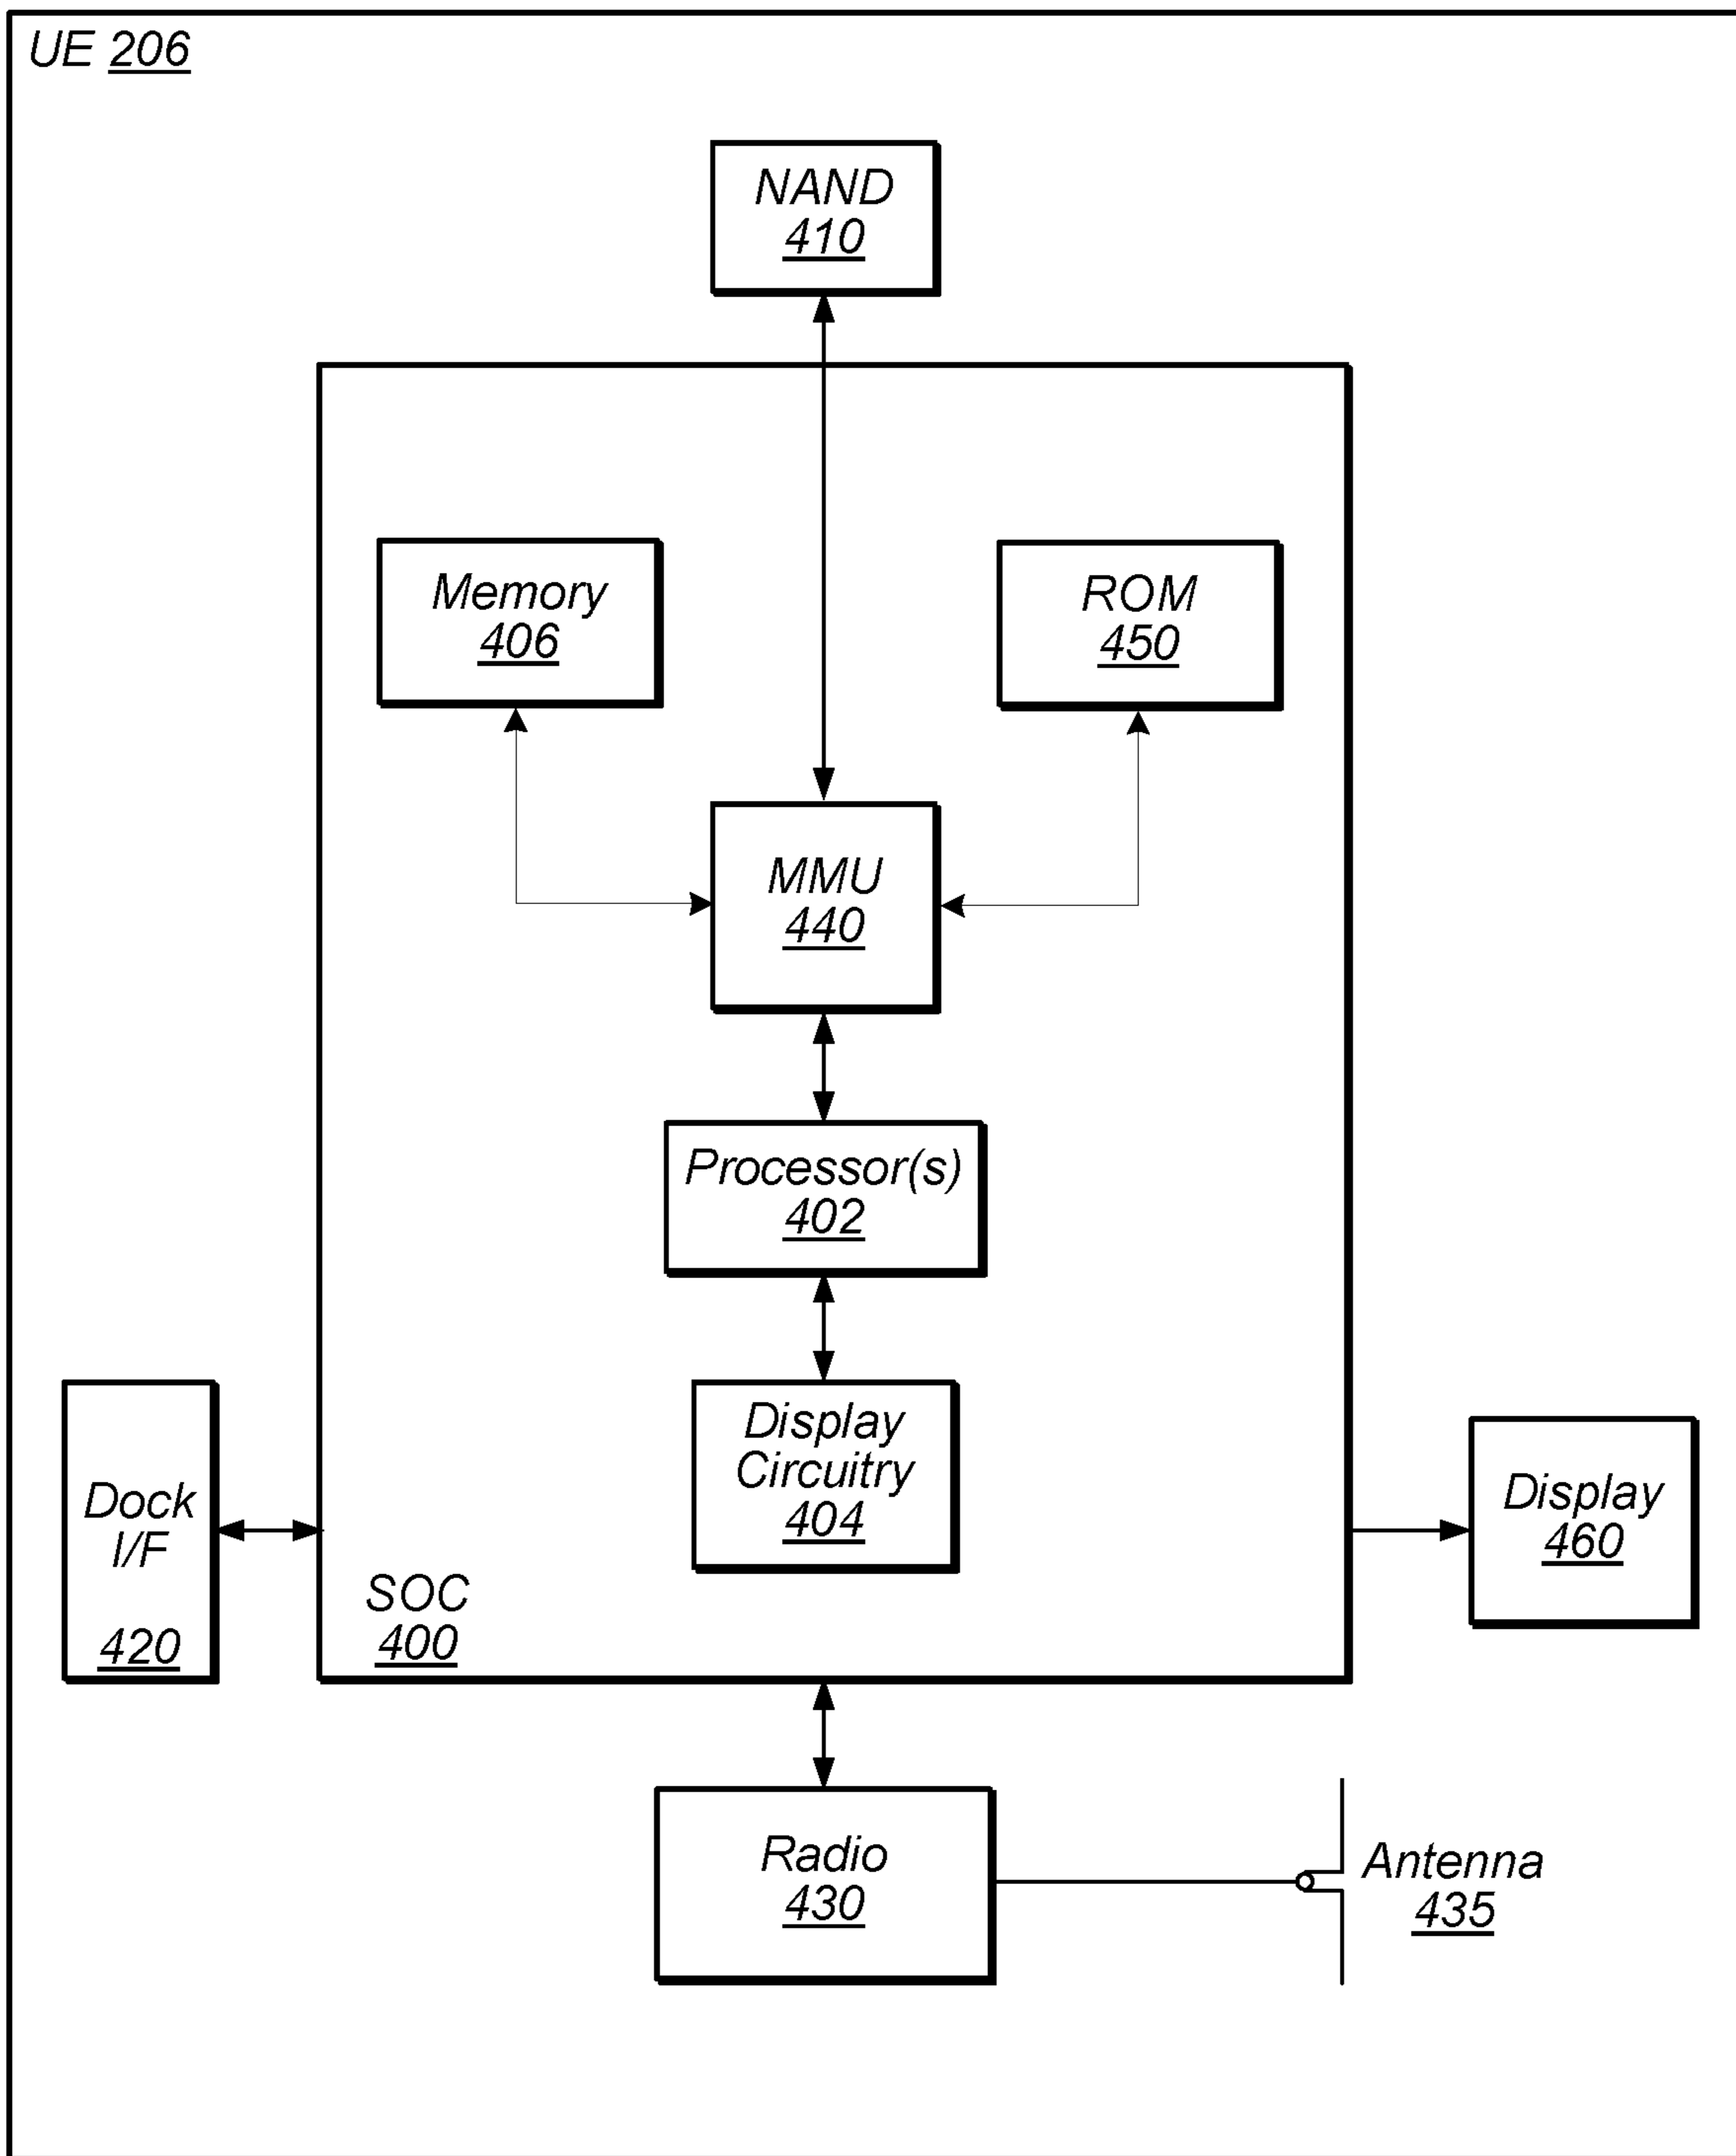 UE 206
NAND
410
Memory
406
ROM
450
MMU
440
Processor(s)
402
Display
Circuitry
404
Dock
I/F
420
SOC
400
Display
460
Radio
430
Antenna
435